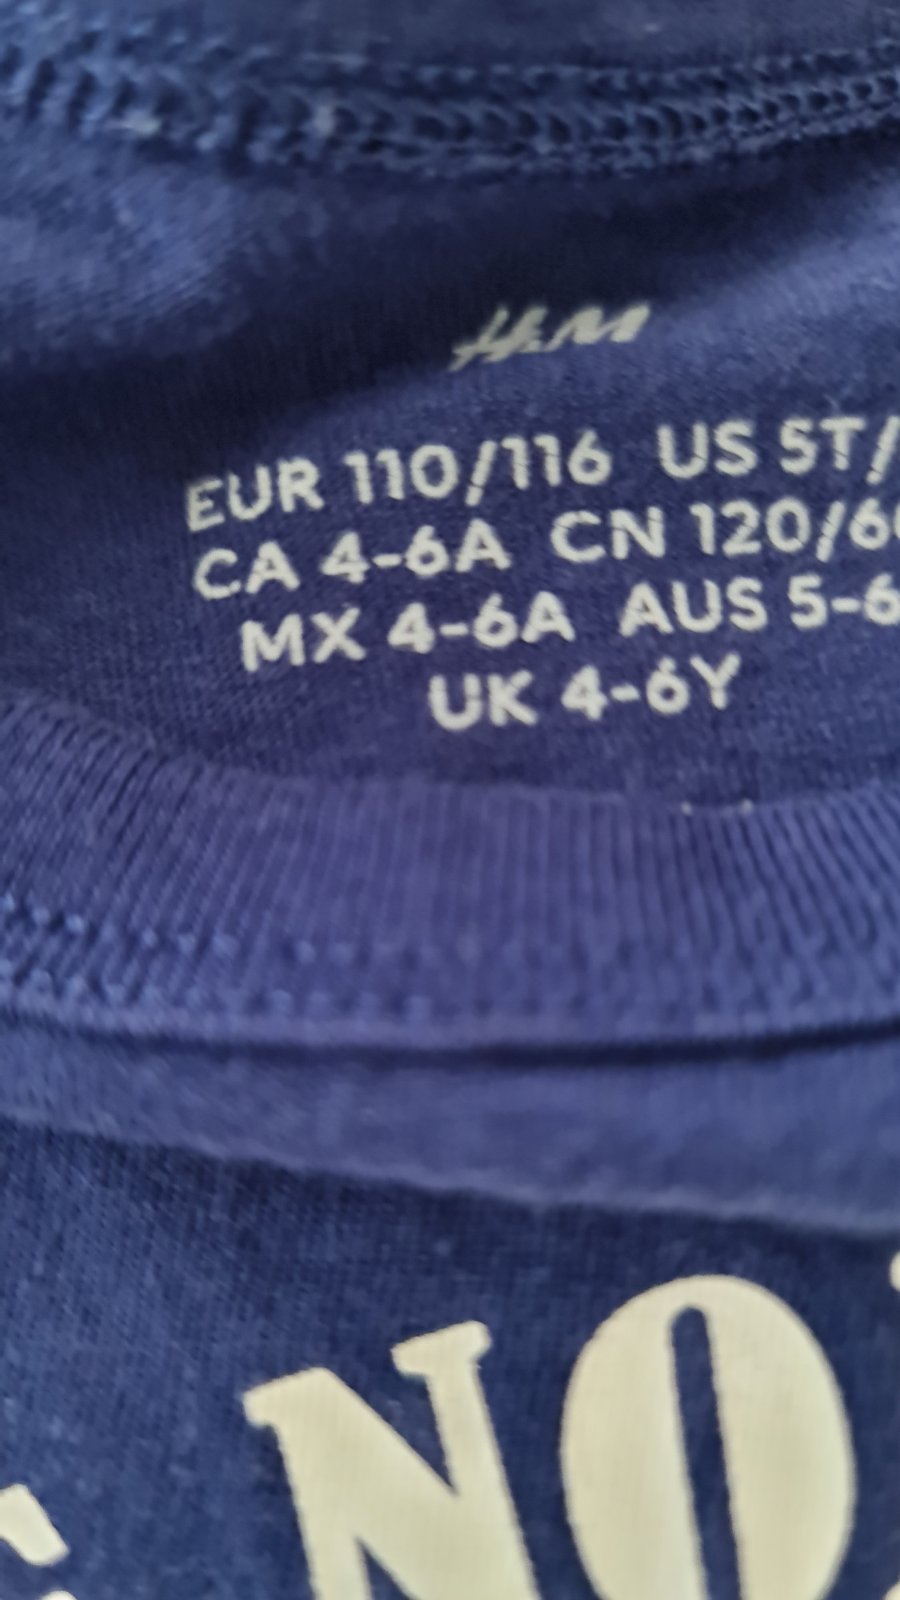 H&M
EUR 110/116 US 5T/
CA 4-6A CN 120/60
MX 4-6A AUS 5-6
UK 4-6Y
NO